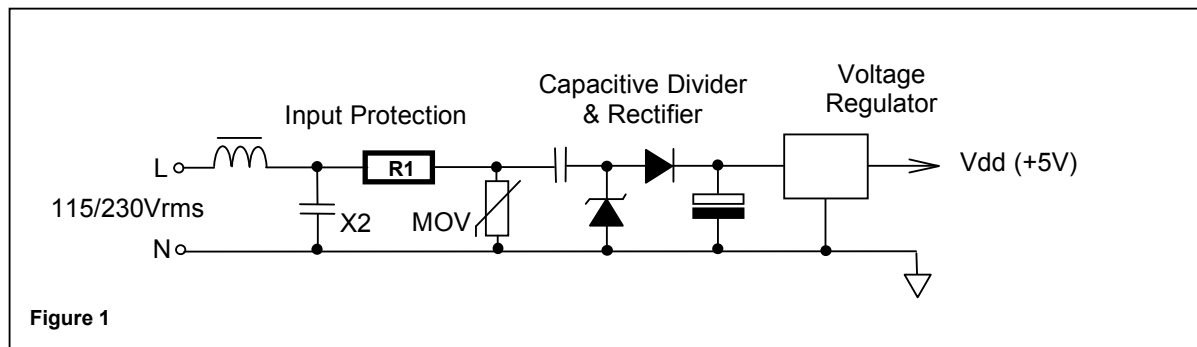 Capacitive Divider
& Rectifier
Voltage
Regulator
Input Protection
L
R1
Vdd (+5V)
115/230Vrms
X2
MOV
N
Figure 1